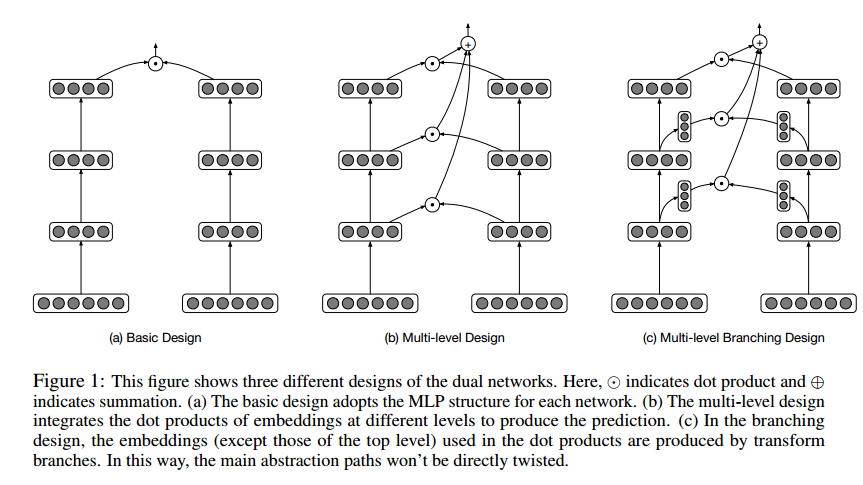 (a) Basic Design
(b) Multi-level Design
(c) Multi-level Branching Design
Figure 1: This figure shows three different designs of the dual networks. Here, ⊙ indicates dot product and ⊕
indicates summation. (a) The basic design adopts the MLP structure for each network. (b) The multi-level design
integrates the dot products of embeddings at different levels to produce the prediction. (c) In the branching
design, the embeddings (except those of the top level) used in the dot products are produced by transform
branches. In this way, the main abstraction paths won't be directly twisted.